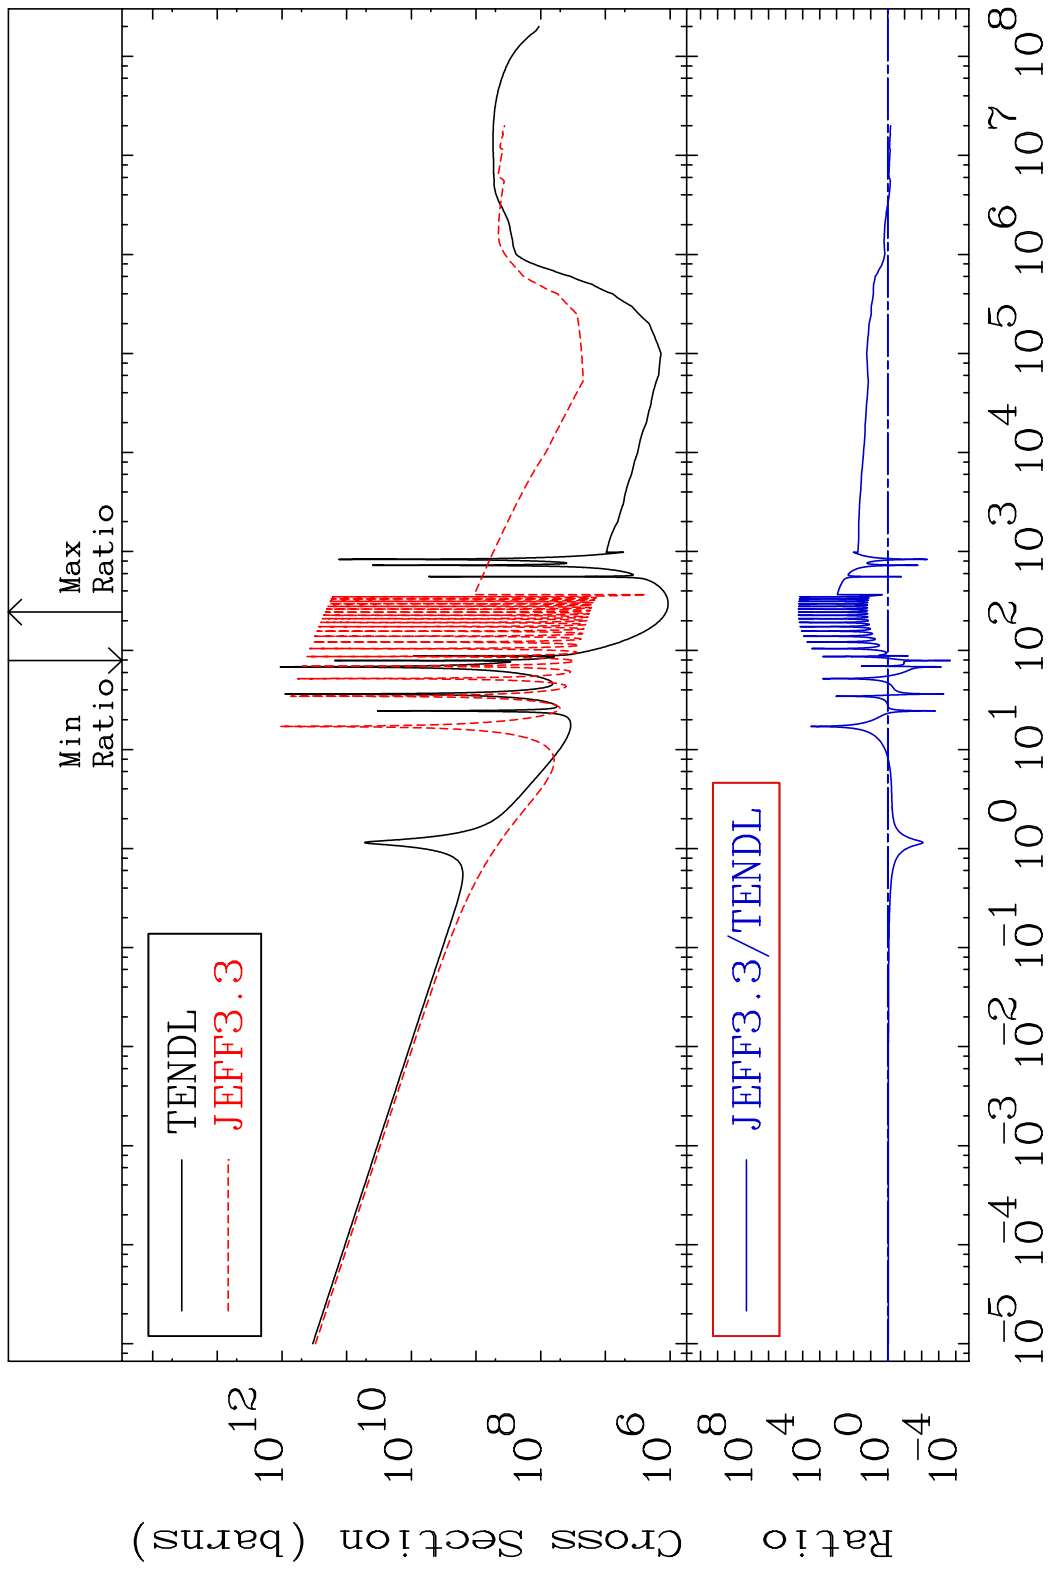 Min
Ratio
Max
Ratio
Cross Section (barns)
10^12
10^10
10^8
10^6
TENDL
JEFF3.3
Ratio
10^8
10^4
10^0
10^-4
JEFF3.3/TENDL
10^-5 10^-4 10^-3 10^-2 10^-1 10^0 10^1 10^2 10^3 10^4 10^5 10^6 10^7 10^8